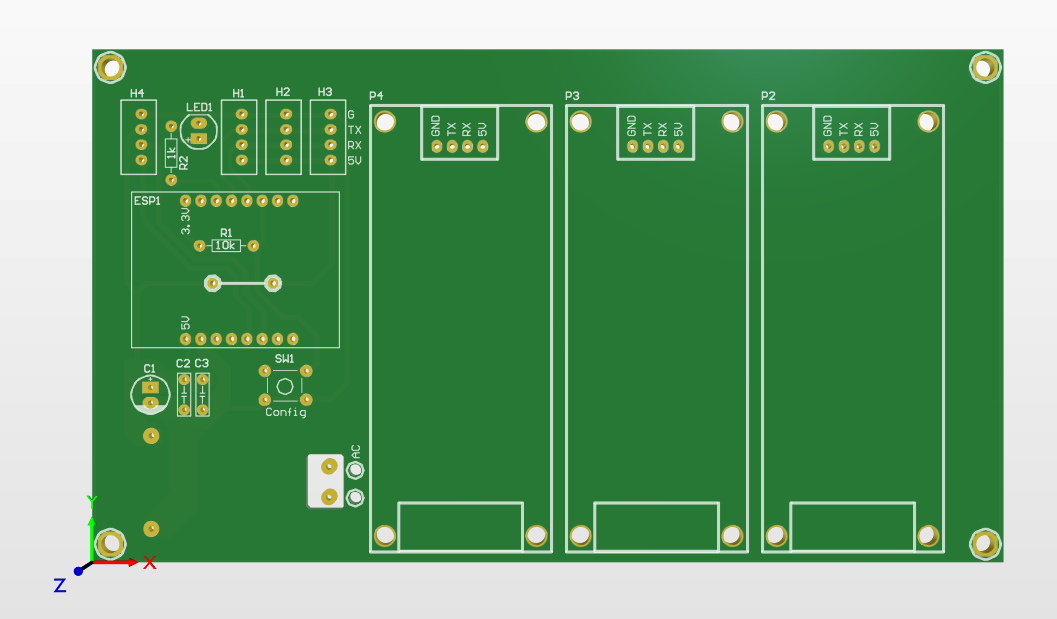 H4
LED1
H1
H2
H3
P4
P3
P2
G
TX
RX
5V
+
1k
R2
GND
TX
RX
5V
GND
TX
RX
5V
GND
TX
RX
5V
ESP1
3.3V
R1
10k
5V
C1
C2
C3
SW1
+
Config
AC
Y
X
Z